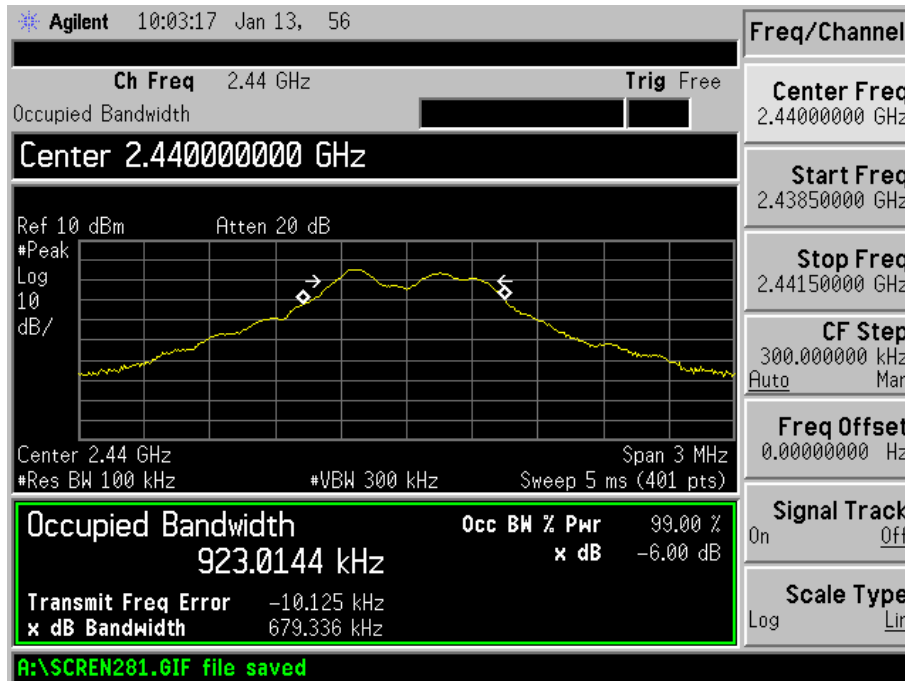 Agilent 10:03:17 Jan 13, 56
Ch Freq 2.44 GHz Trig Free
Occupied Bandwidth
Center 2.440000000 GHz
Ref 10 dBm Atten 20 dB
#Peak
Log
10
dB/
Center 2.44 GHz Span 3 MHz
#Res BW 100 kHz #VBW 300 kHz Sweep 5 ms (401 pts)
Occupied Bandwidth Occ BW % Pwr 99.00 %
923.0144 kHz x dB -6.00 dB
Transmit Freq Error -10.125 kHz
x dB Bandwidth 679.336 kHz
A:\SCREN281.GIF file saved
Freq/Channel
Center Freq
2.44000000 GHz
Start Freq
2.43850000 GHz
Stop Freq
2.44150000 GHz
CF Step
300.000000 kHz
Auto Man
Freq Offset
0.00000000 Hz
Signal Track
On Off
Scale Type
Log Lin